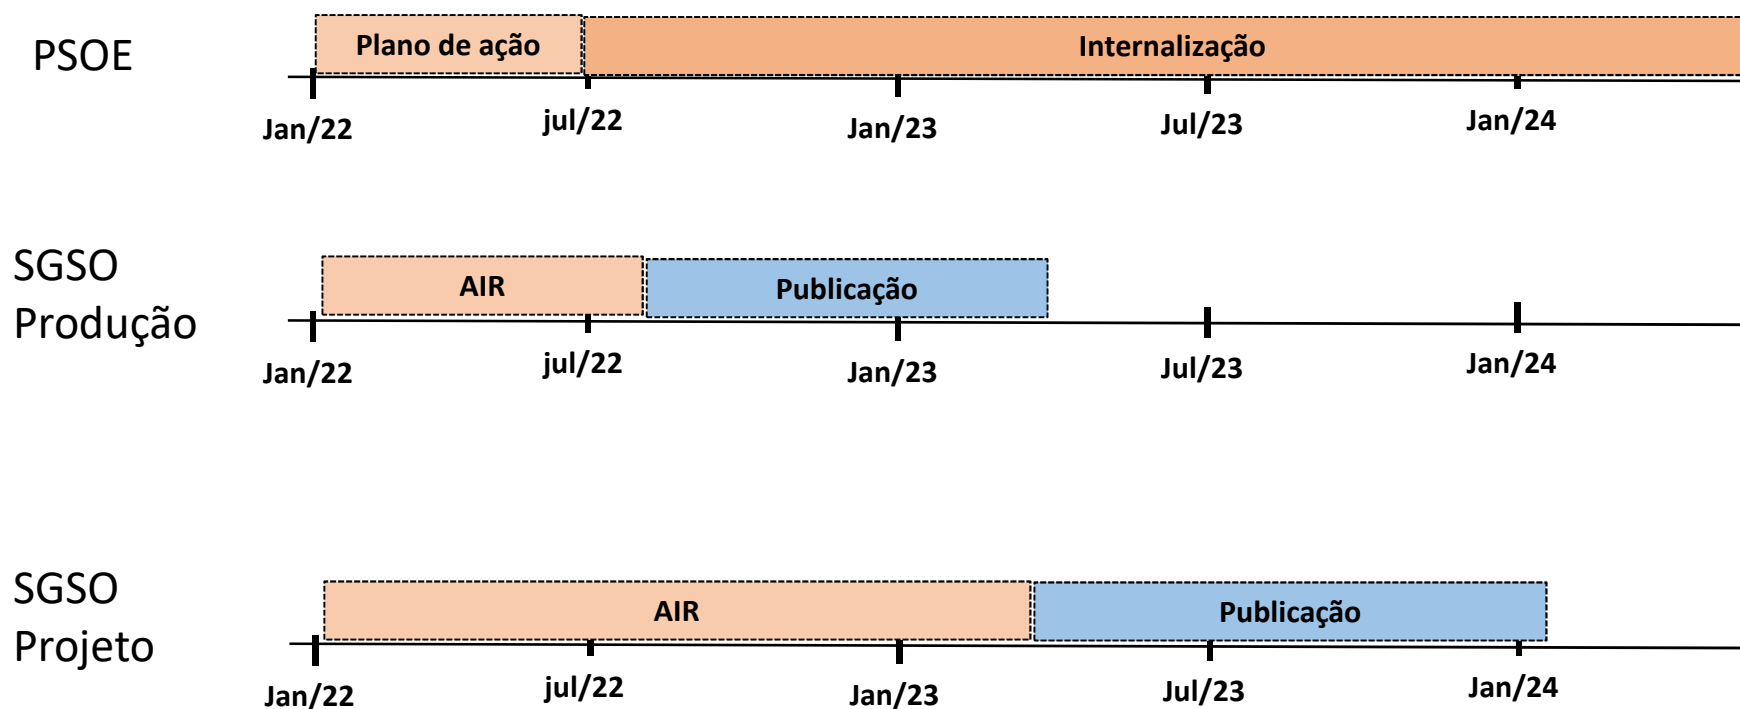 PSOE
Plano de ação
Internalização
Jan/22
jul/22
Jan/23
Jul/23
Jan/24
SGSO
Produção
AIR
Publicação
Jan/22
jul/22
Jan/23
Jul/23
Jan/24
SGSO
Projeto
AIR
Publicação
Jan/22
jul/22
Jan/23
Jul/23
Jan/24